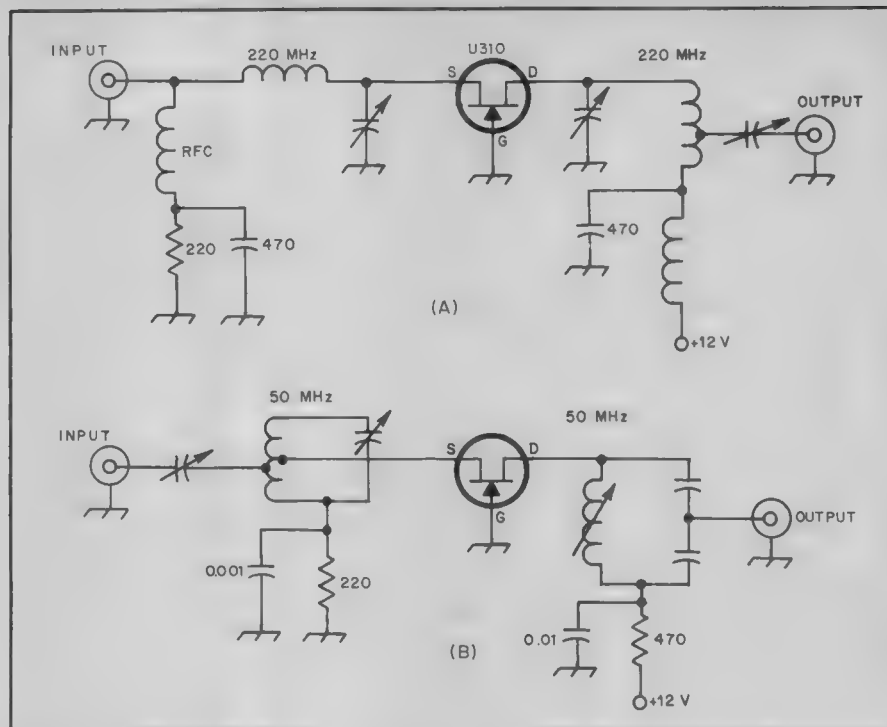 INPUT
220 MHz
U310
S
D
220 MHz
OUTPUT
RFC
G
220
470
470
(A)
+12 V
50 MHz
50 MHz
INPUT
S
D
G
OUTPUT
0.001
220
0.01
470
(B)
+12 V